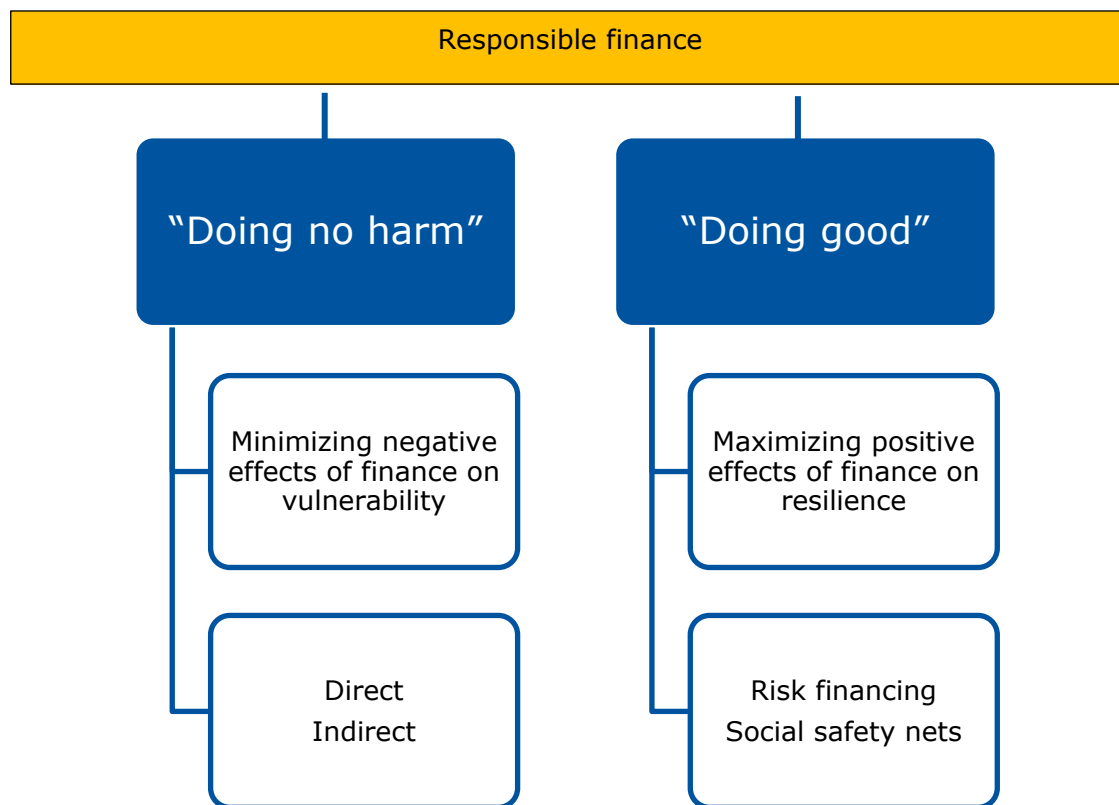 Responsible finance
“Doing no harm”
“Doing good”
Minimizing negative
effects of finance on
vulnerability
Maximizing positive
effects of finance on
resilience
Direct
Indirect
Risk financing
Social safety nets